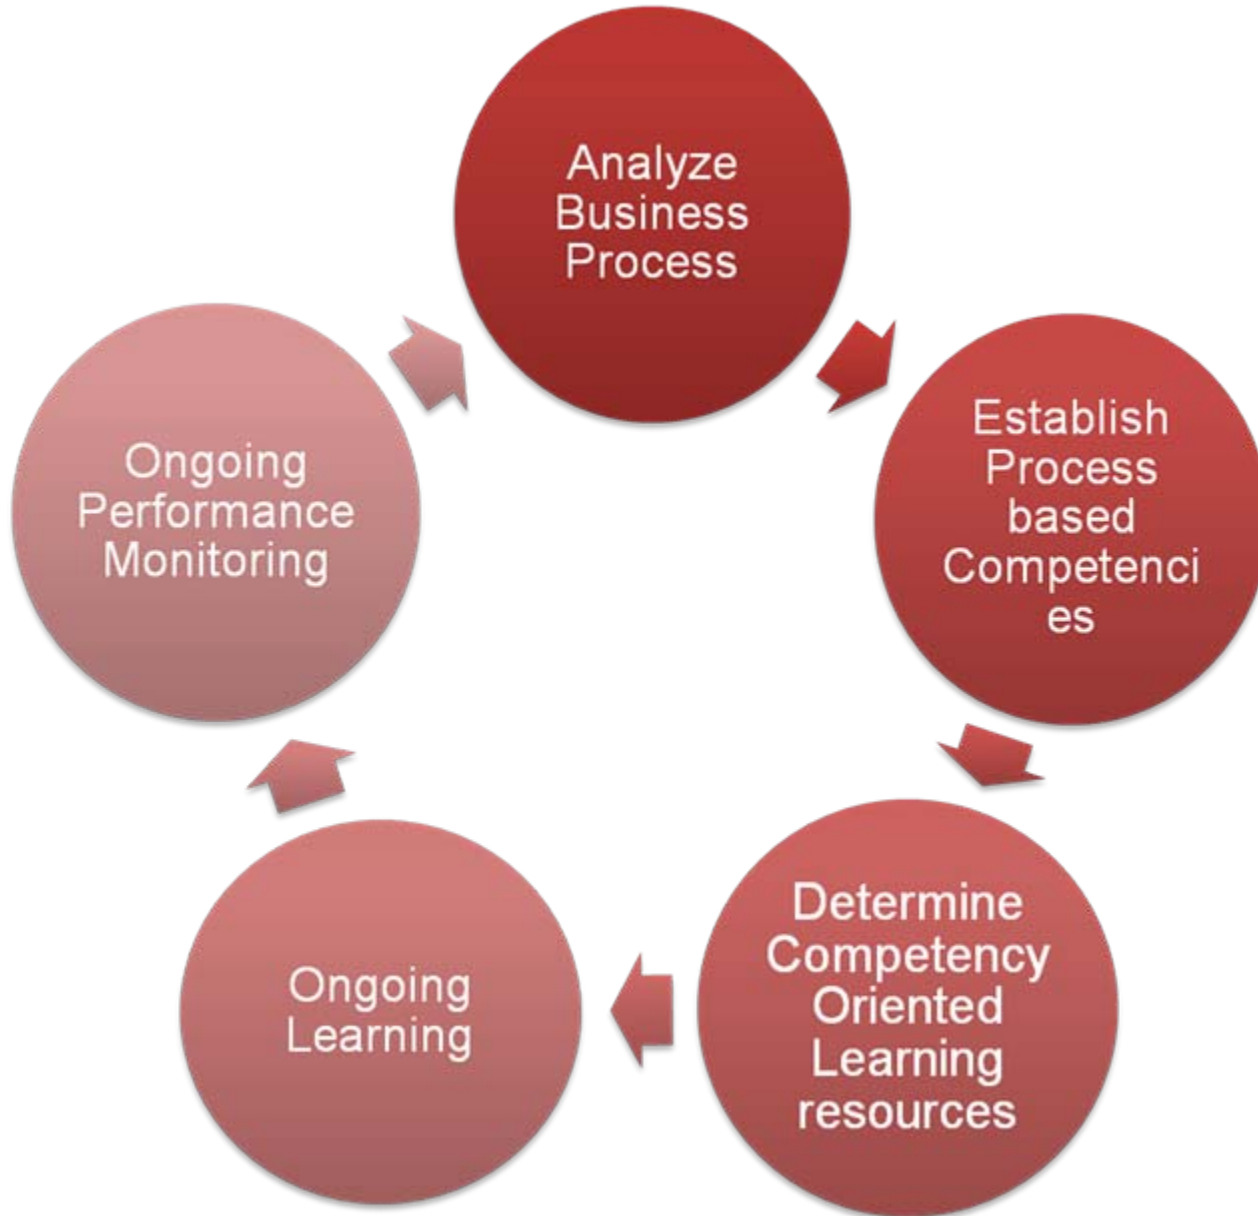 Analyze
Business
Process
Establish
Process
based
Competenci
es
Determine
Competency
Oriented
Learning
resources
Ongoing
Learning
Ongoing
Performance
Monitoring